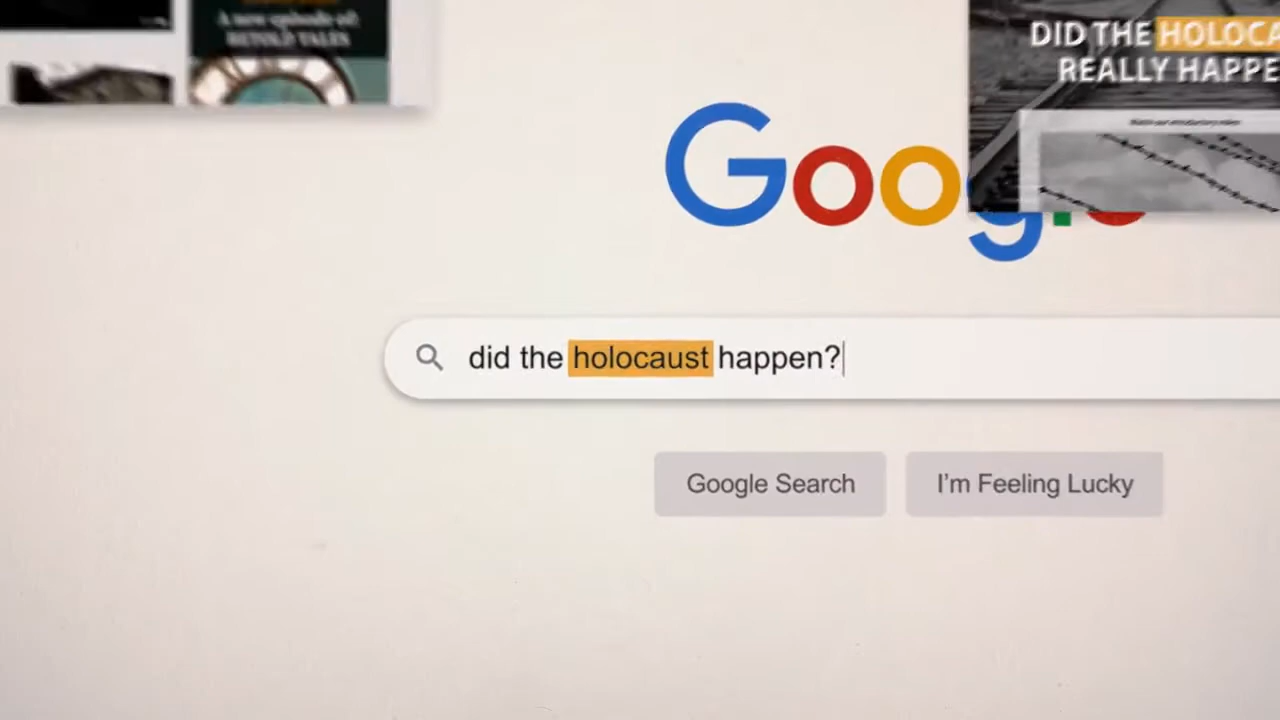 A new episode of:
RETOLD TALES
DID THE HOLOCA
REALLY HAPPE
Google
did the holocaust happen?
Google Search
I'm Feeling Lucky